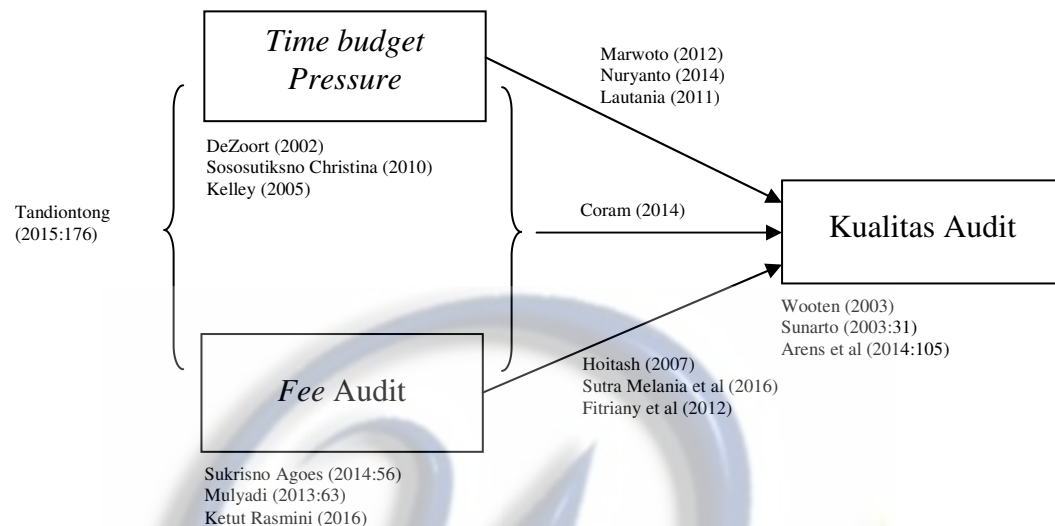 Time budget
Pressure
Marwoto (2012)
Nuryanto (2014)
Lautania (2011)
DeZoort (2002)
Sososutiksno Christina (2010)
Kelley (2005)
Tandiontong
(2015:176)
Coram (2014)
Kualitas Audit
Wooten (2003)
Sunarto (2003:31)
Arens et al (2014:105)
Fee Audit
Hoitash (2007)
Sutra Melania et al (2016)
Fitriany et al (2012)
Sukrisno Agoes (2014:56)
Mulyadi (2013:63)
Ketut Rasmini (2016)